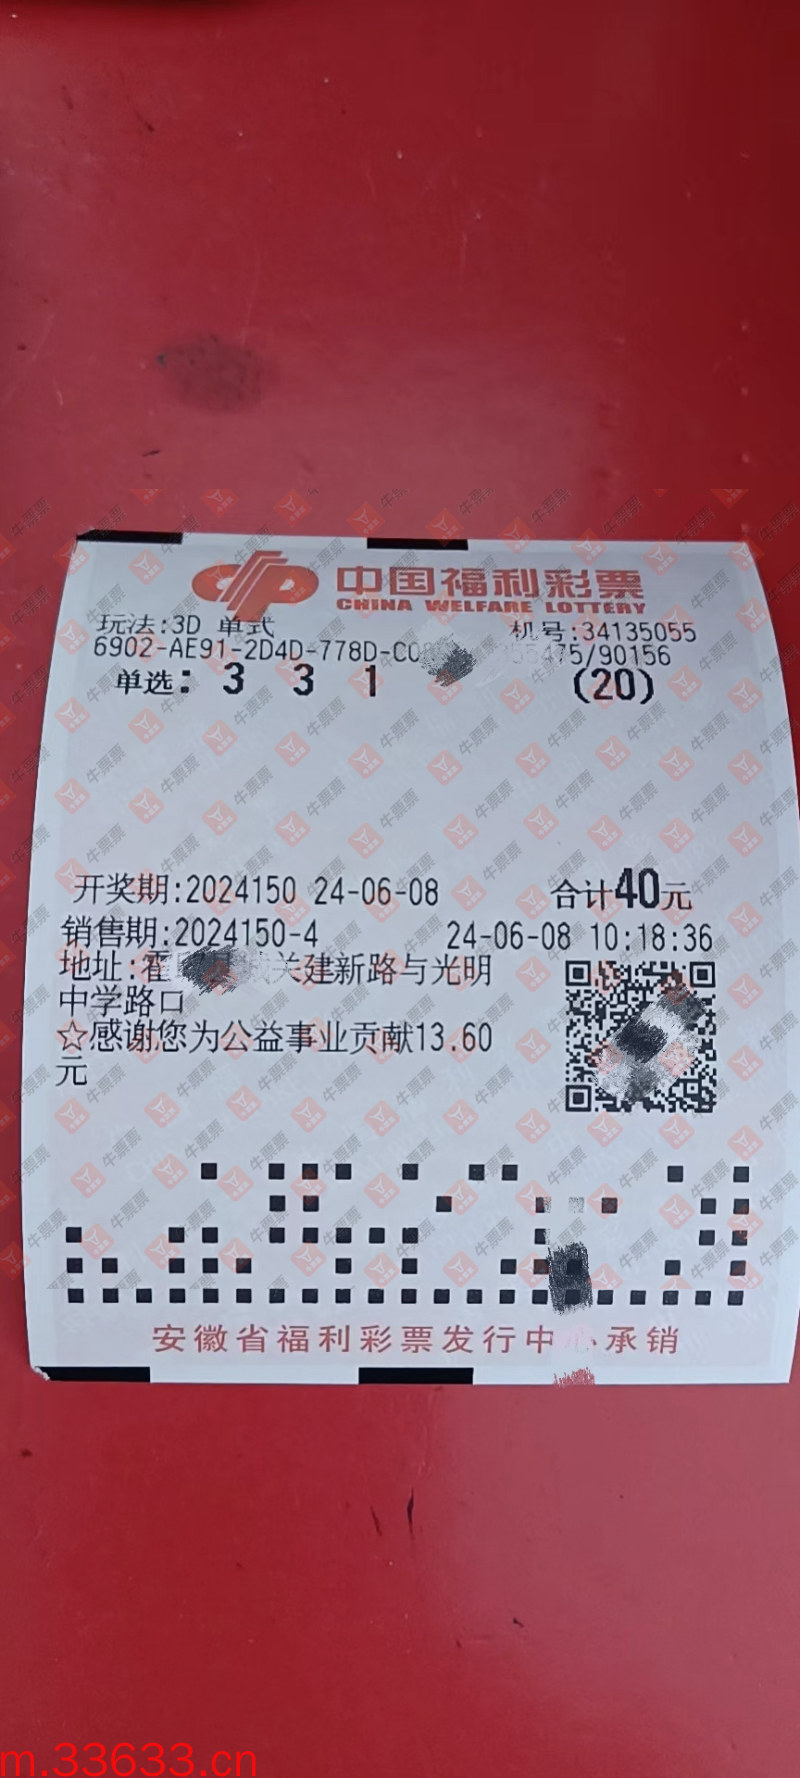 中国福利彩票
CHINA WELFARE LOTTERY
玩法:3D 单式 机号:34135055
6902-AE91-2D4D-778D-C0 55475/90156
单选: 3 3 1 (20)
开奖期:2024150 24-06-08 合计40元
销售期:2024150-4 24-06-08 10:18:36
地址:霍 关建新路与光明
中学路口
☆感谢您为公益事业贡献13.60
元
安徽省福利彩票发行中 承销
牛票票
m.33633.cn